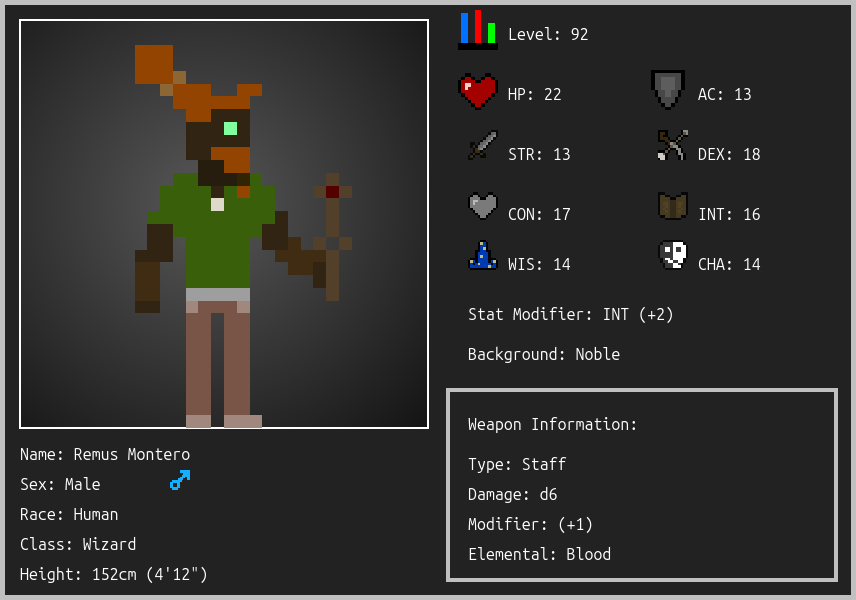 Level: 92
HP: 22
AC: 13
STR: 13
DEX: 18
CON: 17
INT: 16
WIS: 14
CHA: 14
Stat Modifier: INT (+2)
Background: Noble
Weapon Information:
Type: Staff
Damage: d6
Modifier: (+1)
Elemental: Blood
Name: Remus Montero
Sex: Male
Race: Human
Class: Wizard
Height: 152cm (4'12")